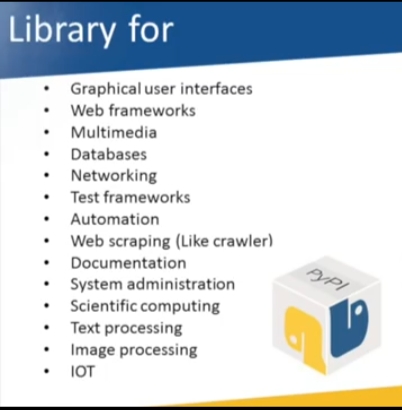 Library for
• Graphical user interfaces
• Web frameworks
• Multimedia
• Databases
• Networking
• Test frameworks
• Automation
• Web scraping (Like crawler)
• Documentation
• System administration
• Scientific computing
• Text processing
• Image processing
• IOT
PyPI